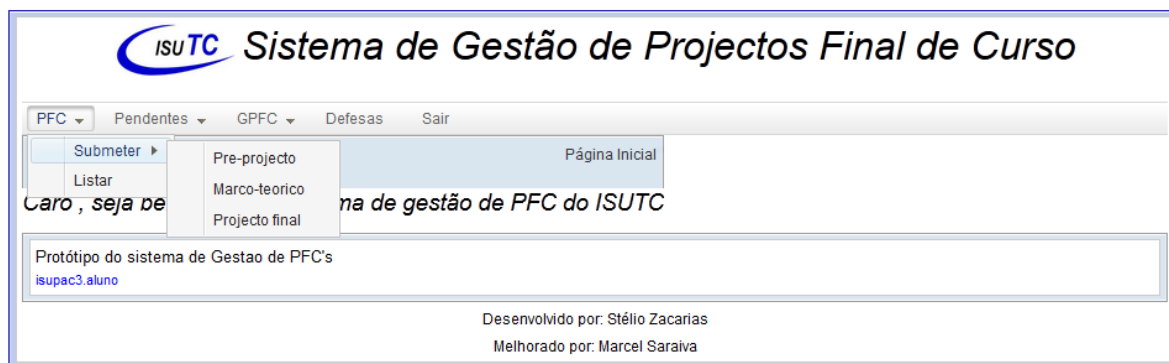 ISUTC Sistema de Gestão de Projectos Final de Curso
PFC Pendentes GPFC Defesas Sair
Submeter
Listar
Pre-projecto
Marco-teorico
Projecto final
Página Inicial
Caro , seja be ma de gestão de PFC do ISUTC
Protótipo do sistema de Gestao de PFC's
isupac3.aluno
Desenvolvido por: Stélio Zacarias
Melhorado por: Marcel Saraiva